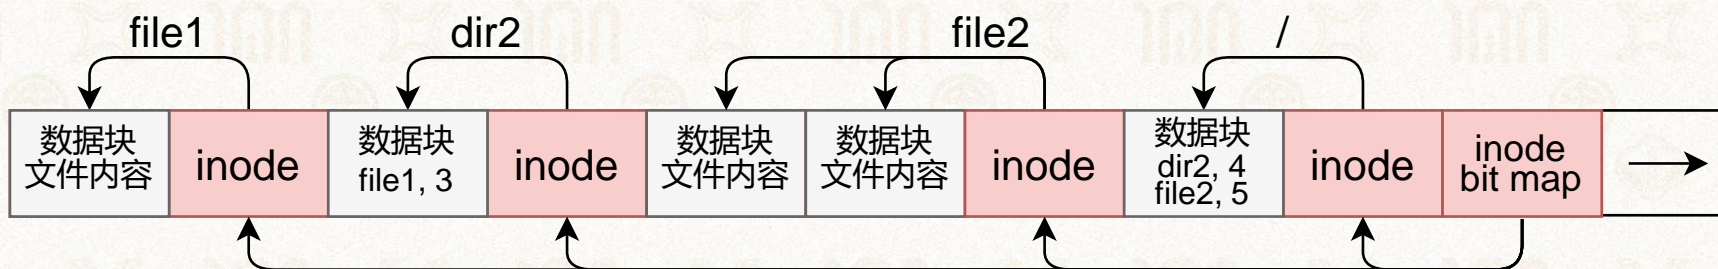 file1
dir2
file2
/
数据块
文件内容
inode
数据块
file1, 3
inode
数据块
文件内容
数据块
文件内容
inode
数据块
dir2, 4
file2, 5
inode
inode
bit map